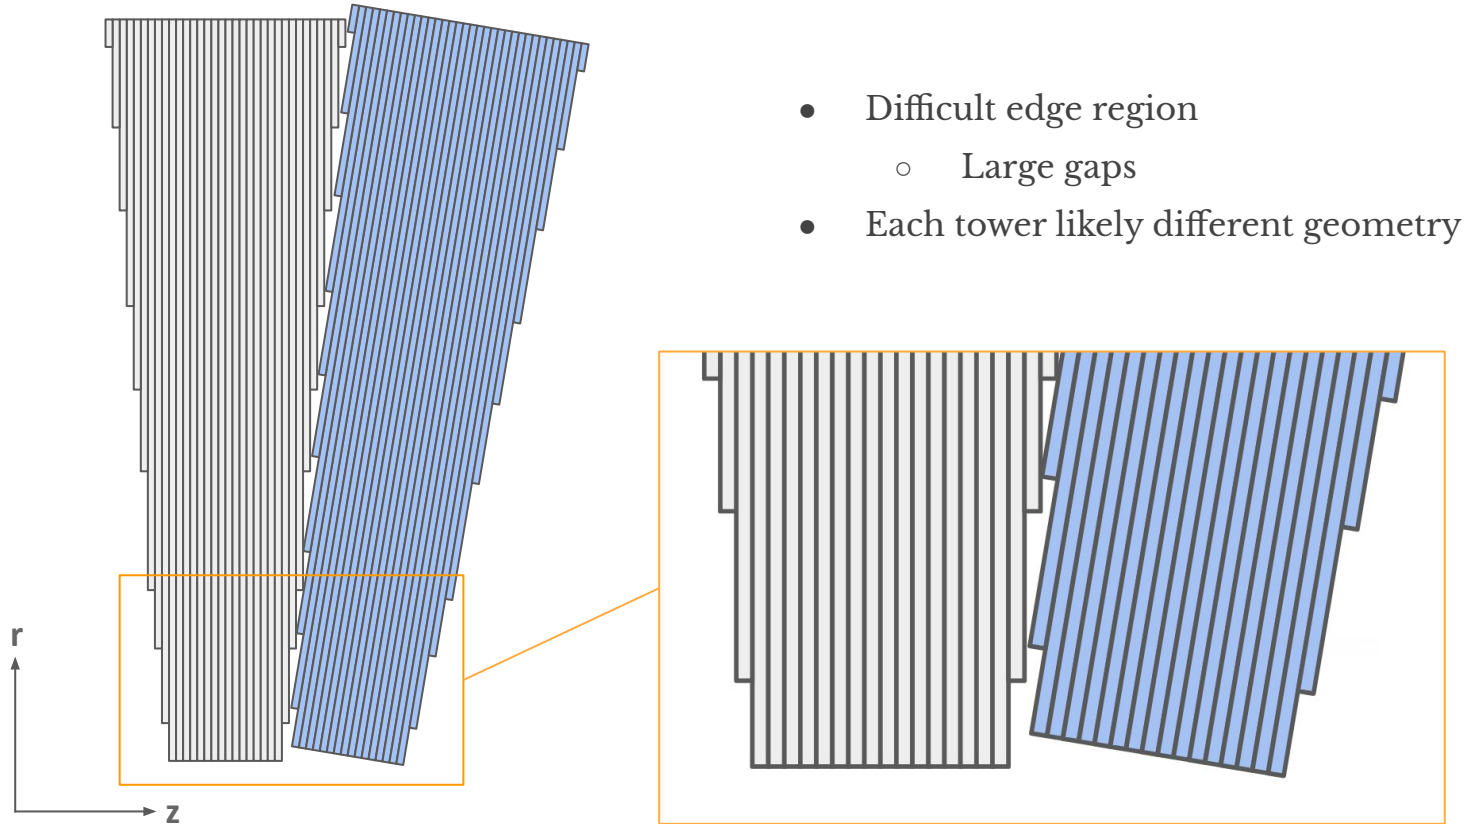 ● Difficult edge region
○ Large gaps
● Each tower likely different geometry
r
z